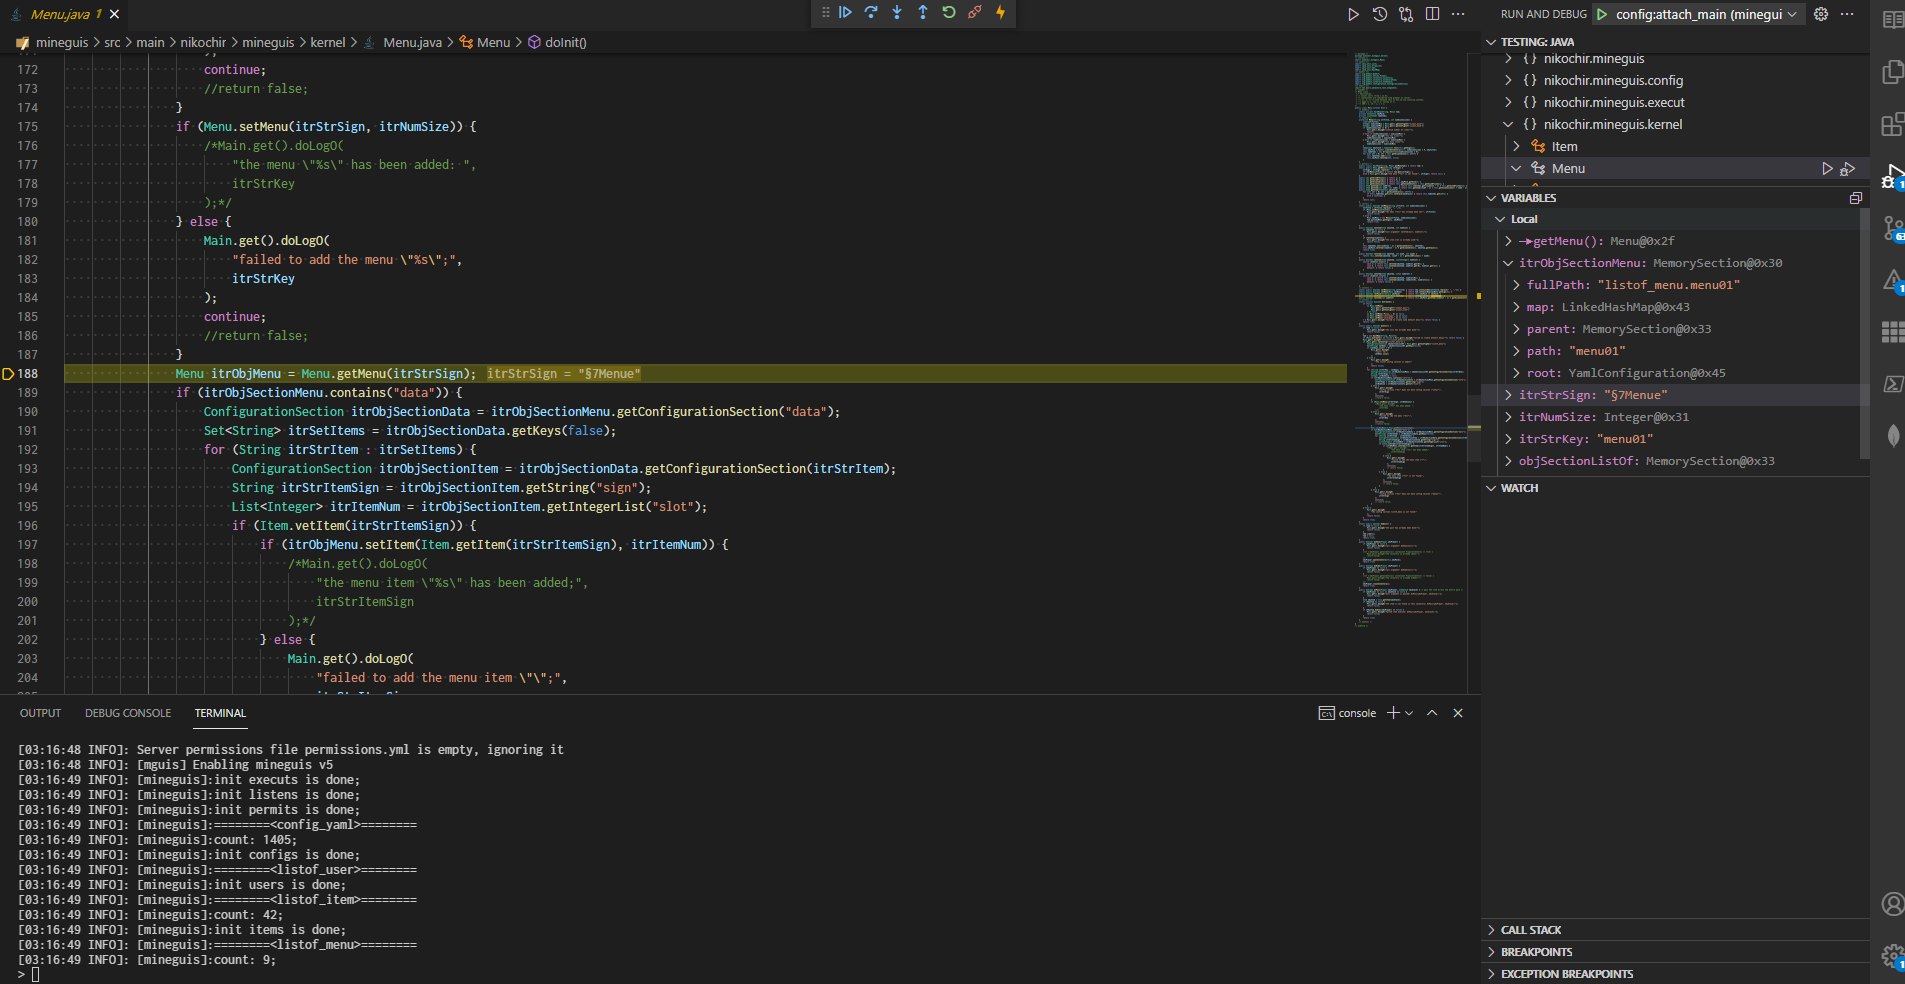 Menu.java 1
RUN AND DEBUG config:attach_main (minegui
mineguis > src > main > nikochir > mineguis > kernel > Menu.java > Menu > doInit()
172 continue;
173 //return false;
174 }
175 if (Menu.setMenu(itrStrSign, itrNumSize)) {
176 /*Main.get().doLogO(
177 "the menu \"%s\" has been added: ",
178 itrStrKey
179 );*/
180 } else {
181 Main.get().doLogO(
182 "failed to add the menu \"%s\";",
183 itrStrKey
184 );
185 continue;
186 //return false;
187 }
188 Menu itrObjMenu = Menu.getMenu(itrStrSign); itrStrSign = "§7Menue"
189 if (itrObjSectionMenu.contains("data")) {
190 ConfigurationSection itrObjSectionData = itrObjSectionMenu.getConfigurationSection("data");
191 Set<String> itrSetItems = itrObjSectionData.getKeys(false);
192 for (String itrStrItem : itrSetItems) {
193 ConfigurationSection itrObjSectionItem = itrObjSectionData.getConfigurationSection(itrStrItem);
194 String itrStrItemSign = itrObjSectionItem.getString("sign");
195 List<Integer> itrItemNum = itrObjSectionItem.getIntegerList("slot");
196 if (Item.vetItem(itrStrItemSign)) {
197 if (itrObjMenu.setItem(Item.getItem(itrStrItemSign), itrItemNum)) {
198 /*Main.get().doLogO(
199 "the menu item \"%s\" has been added;",
200 itrStrItemSign
201 );*/
202 } else {
203 Main.get().doLogO(
204 "failed to add the menu item \"\";",
TESTING: JAVA
{} nikochir.mineguis
{} nikochir.mineguis.config
{} nikochir.mineguis.execut
{} nikochir.mineguis.kernel
Item
Menu
VARIABLES
Local
getMenu(): Menu@0x2f
itrObjSectionMenu: MemorySection@0x30
fullPath: "listof_menu.menu01"
map: LinkedHashMap@0x43
parent: MemorySection@0x33
path: "menu01"
root: YamlConfiguration@0x45
itrStrSign: "§7Menue"
itrNumSize: Integer@0x31
itrStrKey: "menu01"
objSectionListOf: MemorySection@0x33
WATCH
CALL STACK
BREAKPOINTS
EXCEPTION BREAKPOINTS
OUTPUT DEBUG CONSOLE TERMINAL
console
[03:16:48 INFO]: Server permissions file permissions.yml is empty, ignoring it
[03:16:48 INFO]: [mguis] Enabling mineguis v5
[03:16:49 INFO]: [mineguis]:init executs is done;
[03:16:49 INFO]: [mineguis]:init listens is done;
[03:16:49 INFO]: [mineguis]:init permits is done;
[03:16:49 INFO]: [mineguis]:========<config_yaml>========
[03:16:49 INFO]: [mineguis]:count: 1405;
[03:16:49 INFO]: [mineguis]:init configs is done;
[03:16:49 INFO]: [mineguis]:========<listof_user>========
[03:16:49 INFO]: [mineguis]:init users is done;
[03:16:49 INFO]: [mineguis]:========<listof_item>========
[03:16:49 INFO]: [mineguis]:count: 42;
[03:16:49 INFO]: [mineguis]:init items is done;
[03:16:49 INFO]: [mineguis]:========<listof_menu>========
[03:16:49 INFO]: [mineguis]:count: 9;
>